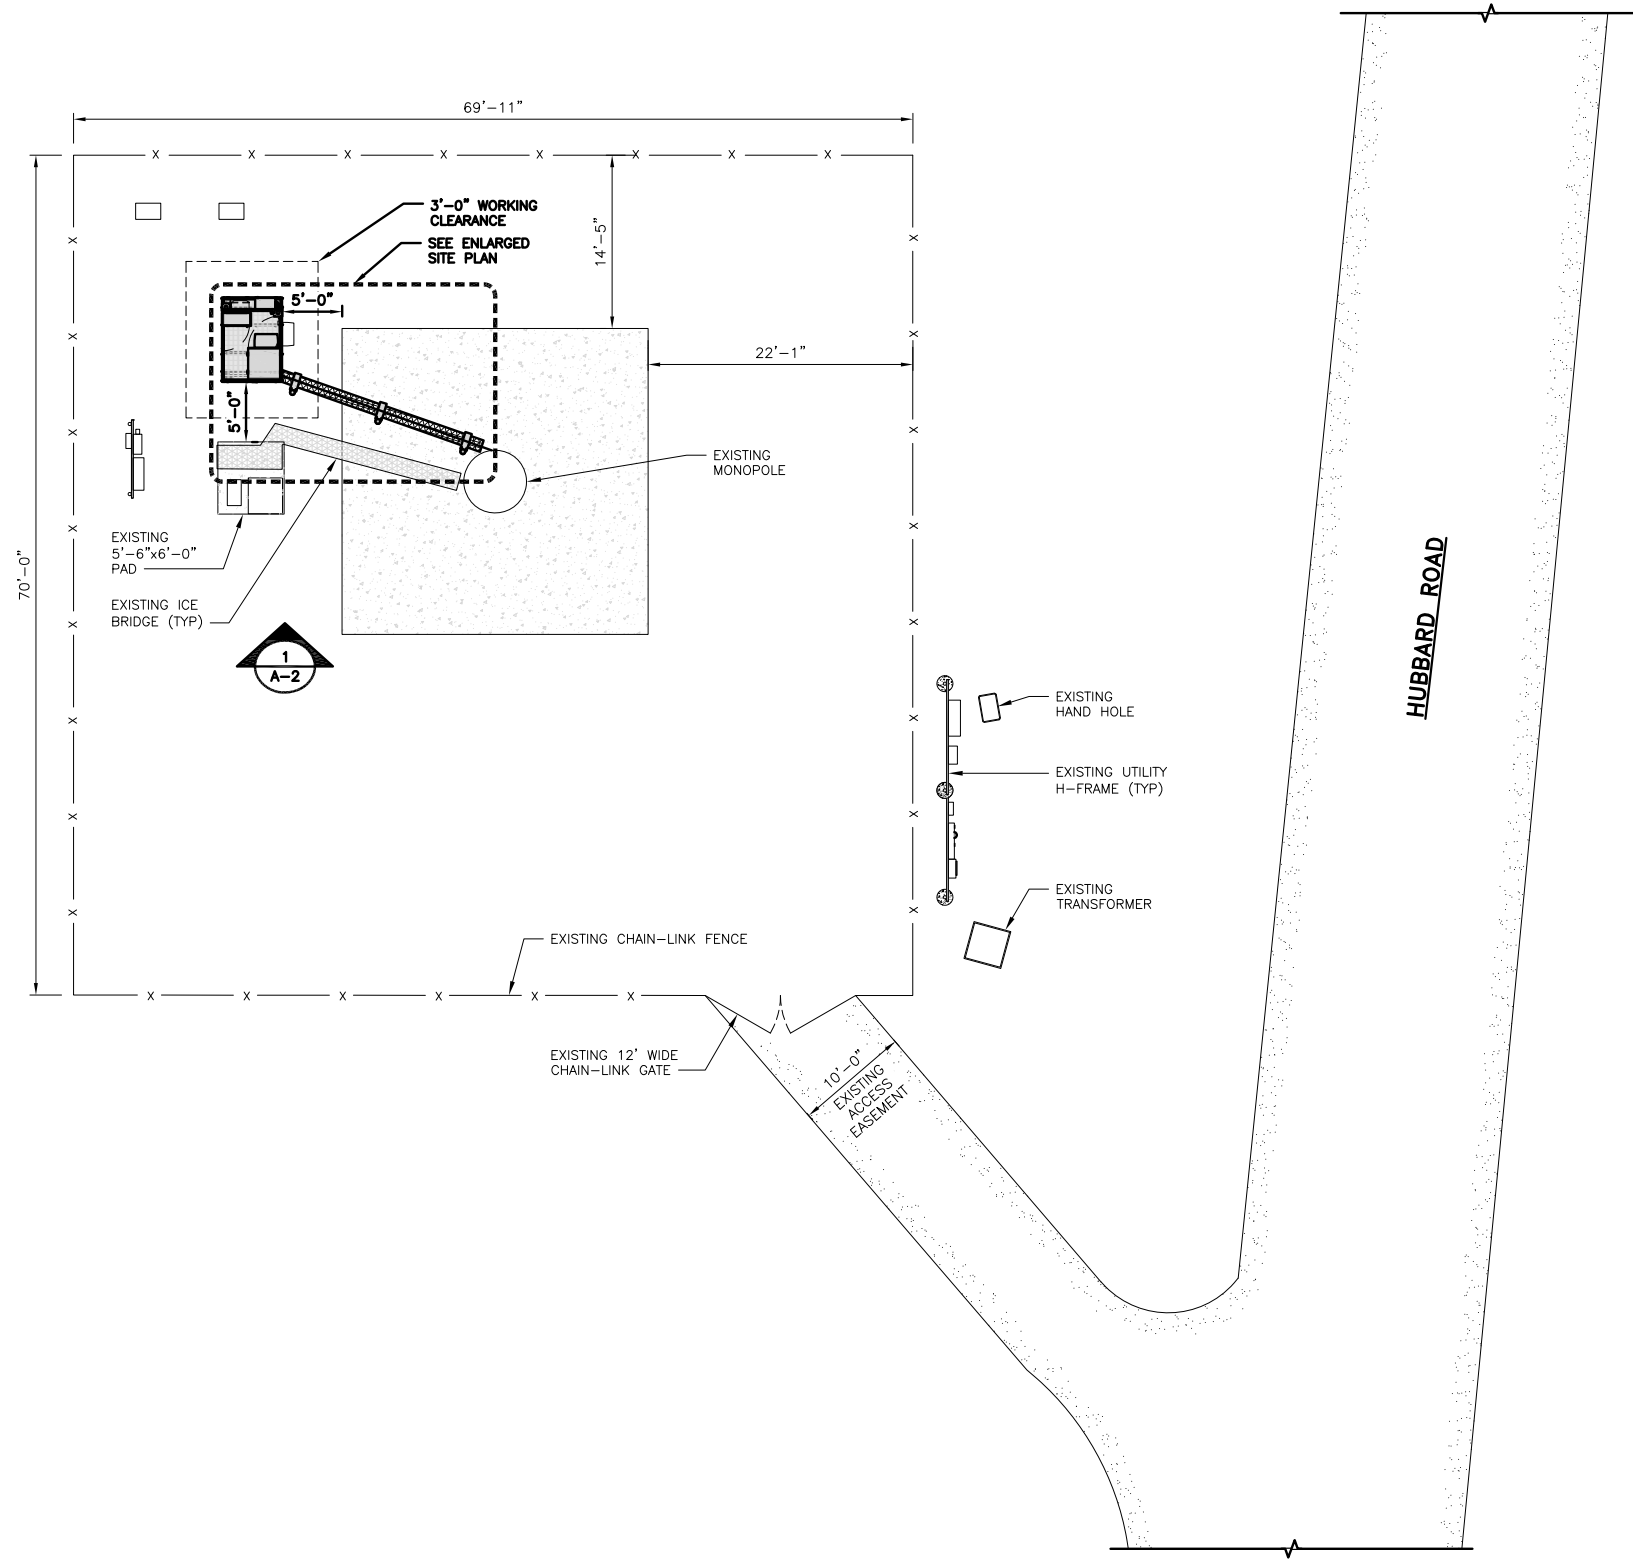 69'-11"
3'-0" WORKING
CLEARANCE
SEE ENLARGED
SITE PLAN
14'-5"
5'-0"
22'-1"
5'-0"
EXISTING
MONOPOLE
EXISTING
5'-6"x6'-0"
PAD
70'-0"
EXISTING ICE
BRIDGE (TYP)
1
A-2
HUBBARD ROAD
EXISTING
HAND HOLE
EXISTING UTILITY
H-FRAME (TYP)
EXISTING
TRANSFORMER
EXISTING CHAIN-LINK FENCE
EXISTING 12' WIDE
CHAIN-LINK GATE
10'-0"
EXISTING
ACCESS
EASEMENT